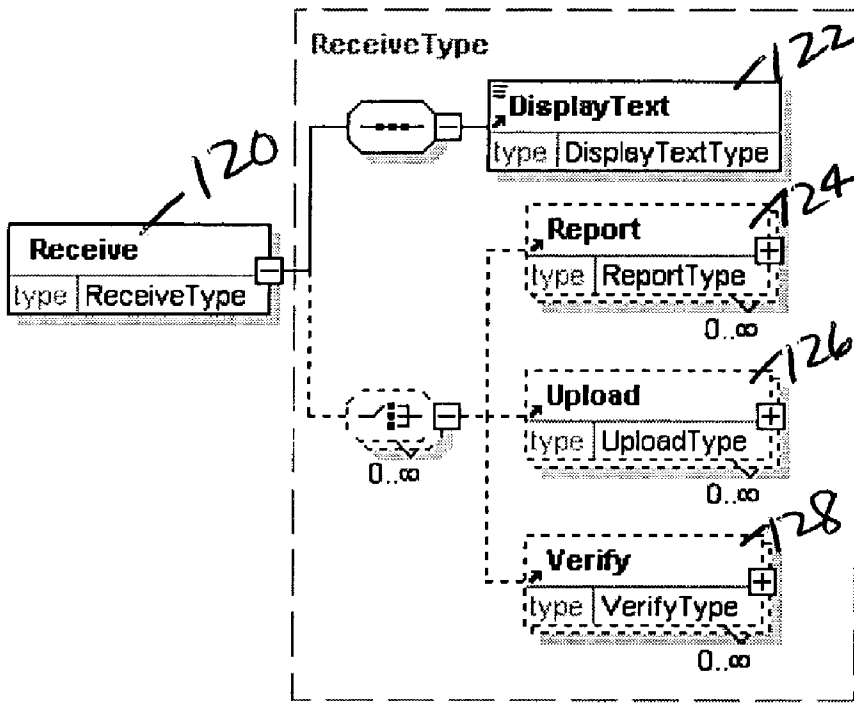 ReceiveType
122
DisplayText
type DisplayTextType
120
Receive
type ReceiveType
124
Report
type ReportType
0..∞
126
Upload
type UploadType
0..∞
0..∞
128
Verify
type VerifyType
0..∞